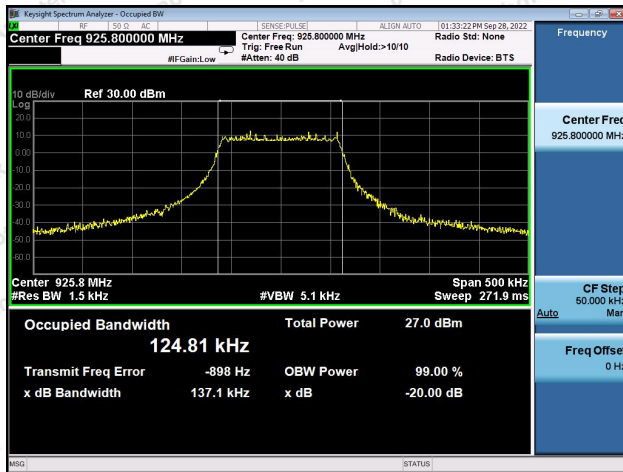 Keysight Spectrum Analyzer - Occupied BW
LXI RF 50 Ω AC SENSE:PULSE ALIGN AUTO 01:33:22 PM Sep 28, 2022
Center Freq 925.800000 MHz Center Freq: 925.800000 MHz Radio Std: None Frequency
Trig: Free Run Avg|Hold:>10/10
#IFGain:Low #Atten: 40 dB Radio Device: BTS
10 dB/div Ref 30.00 dBm
Log
20.0
10.0
0.00
-10.0
-20.0
-30.0
-40.0
-50.0
-60.0
Center Freq
925.800000 MHz
Center 925.8 MHz Span 500 kHz
#Res BW 1.5 kHz #VBW 5.1 kHz Sweep 271.9 ms
CF Step
50.000 kHz
Auto Man
Occupied Bandwidth Total Power 27.0 dBm
124.81 kHz
Transmit Freq Error -898 Hz OBW Power 99.00 %
x dB Bandwidth 137.1 kHz x dB -20.00 dB
Freq Offset
0 Hz
MSG STATUS